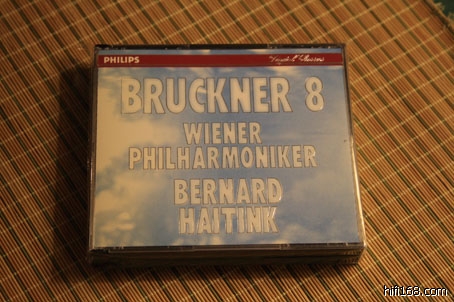 PHILIPS
BRUCKNER 8
WIENER
PHILHARMONIKER
BERNARD
HAITINK
hifi168.com